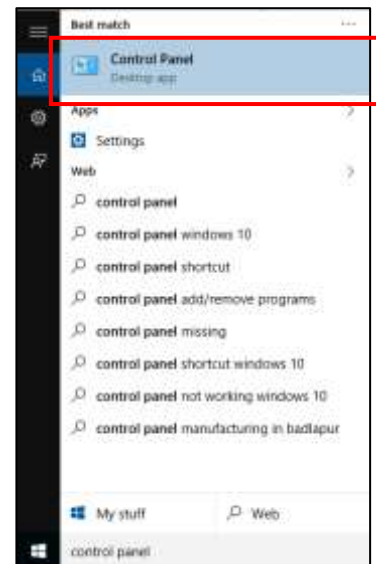 Best match
Control Panel
Desktop app
Apps
Settings
Web
control panel
control panel windows 10
control panel shortcut
control panel add/remove programs
control panel missing
control panel shortcut windows 10
control panel not working windows 10
control panel manufacturing in badlapur
My stuff
Web
control panel